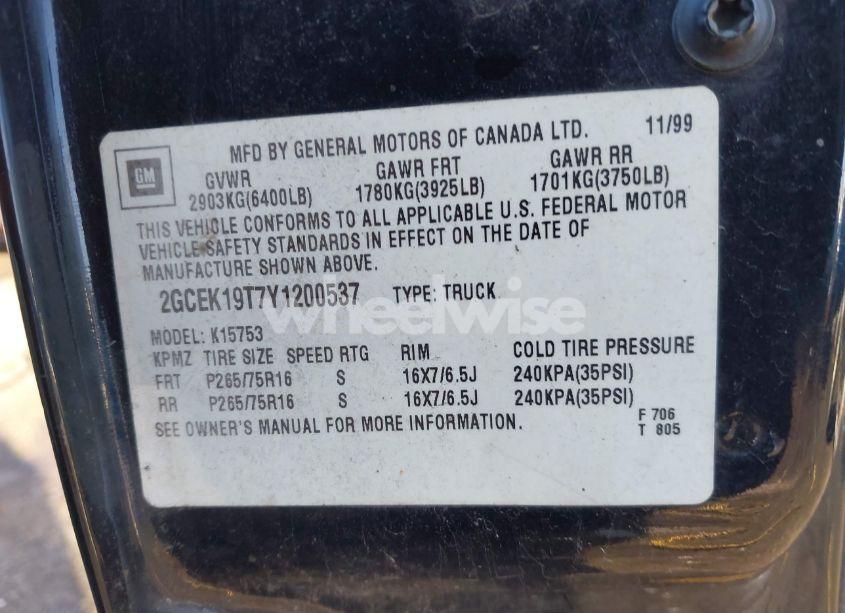 MFD BY GENERAL MOTORS OF CANADA LTD. 11/99
GM
GVWR GAWR FRT GAWR RR
2903KG(6400LB) 1780KG(3925LB) 1701KG(3750LB)
THIS VEHICLE CONFORMS TO ALL APPLICABLE U.S. FEDERAL MOTOR
VEHICLE SAFETY STANDARDS IN EFFECT ON THE DATE OF
MANUFACTURE SHOWN ABOVE.
2GCEK19T7Y1200537 TYPE: TRUCK
wheelwise
MODEL: K15753
KPMZ TIRE SIZE SPEED RTG RIM COLD TIRE PRESSURE
FRT P265/75R16 S 16X7/6.5J 240KPA(35PSI)
RR P265/75R16 S 16X7/6.5J 240KPA(35PSI)
SEE OWNER'S MANUAL FOR MORE INFORMATION.
F 706
T 805